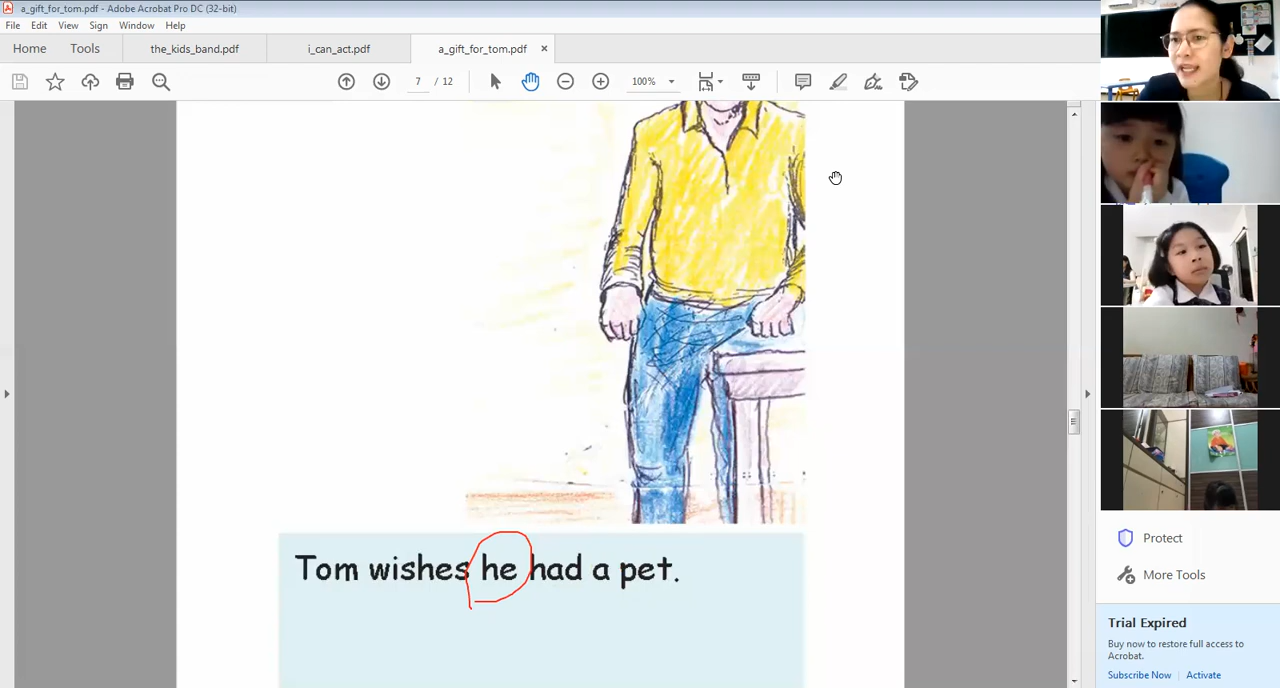 a_gift_for_tom.pdf - Adobe Acrobat Pro DC (32-bit)
File Edit View Sign Window Help
Home Tools the_kids_band.pdf i_can_act.pdf a_gift_for_tom.pdf ×
7 / 12 100%
Tom wishes he had a pet.
Protect
More Tools
Trial Expired
Buy now to restore full access to
Acrobat.
Subscribe Now Activate